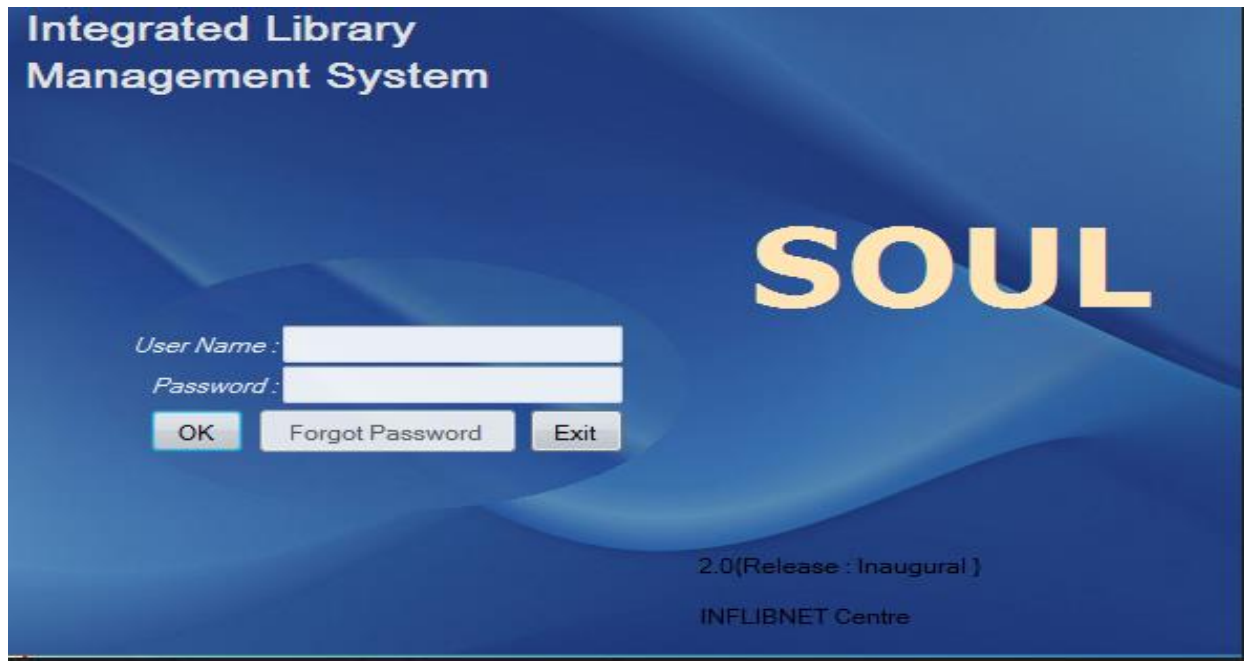 Integrated Library
Management System
SOUL
User Name :
Password :
OK Forgot Password Exit
2.0(Release : Inaugural )
INFLIBNET Centre